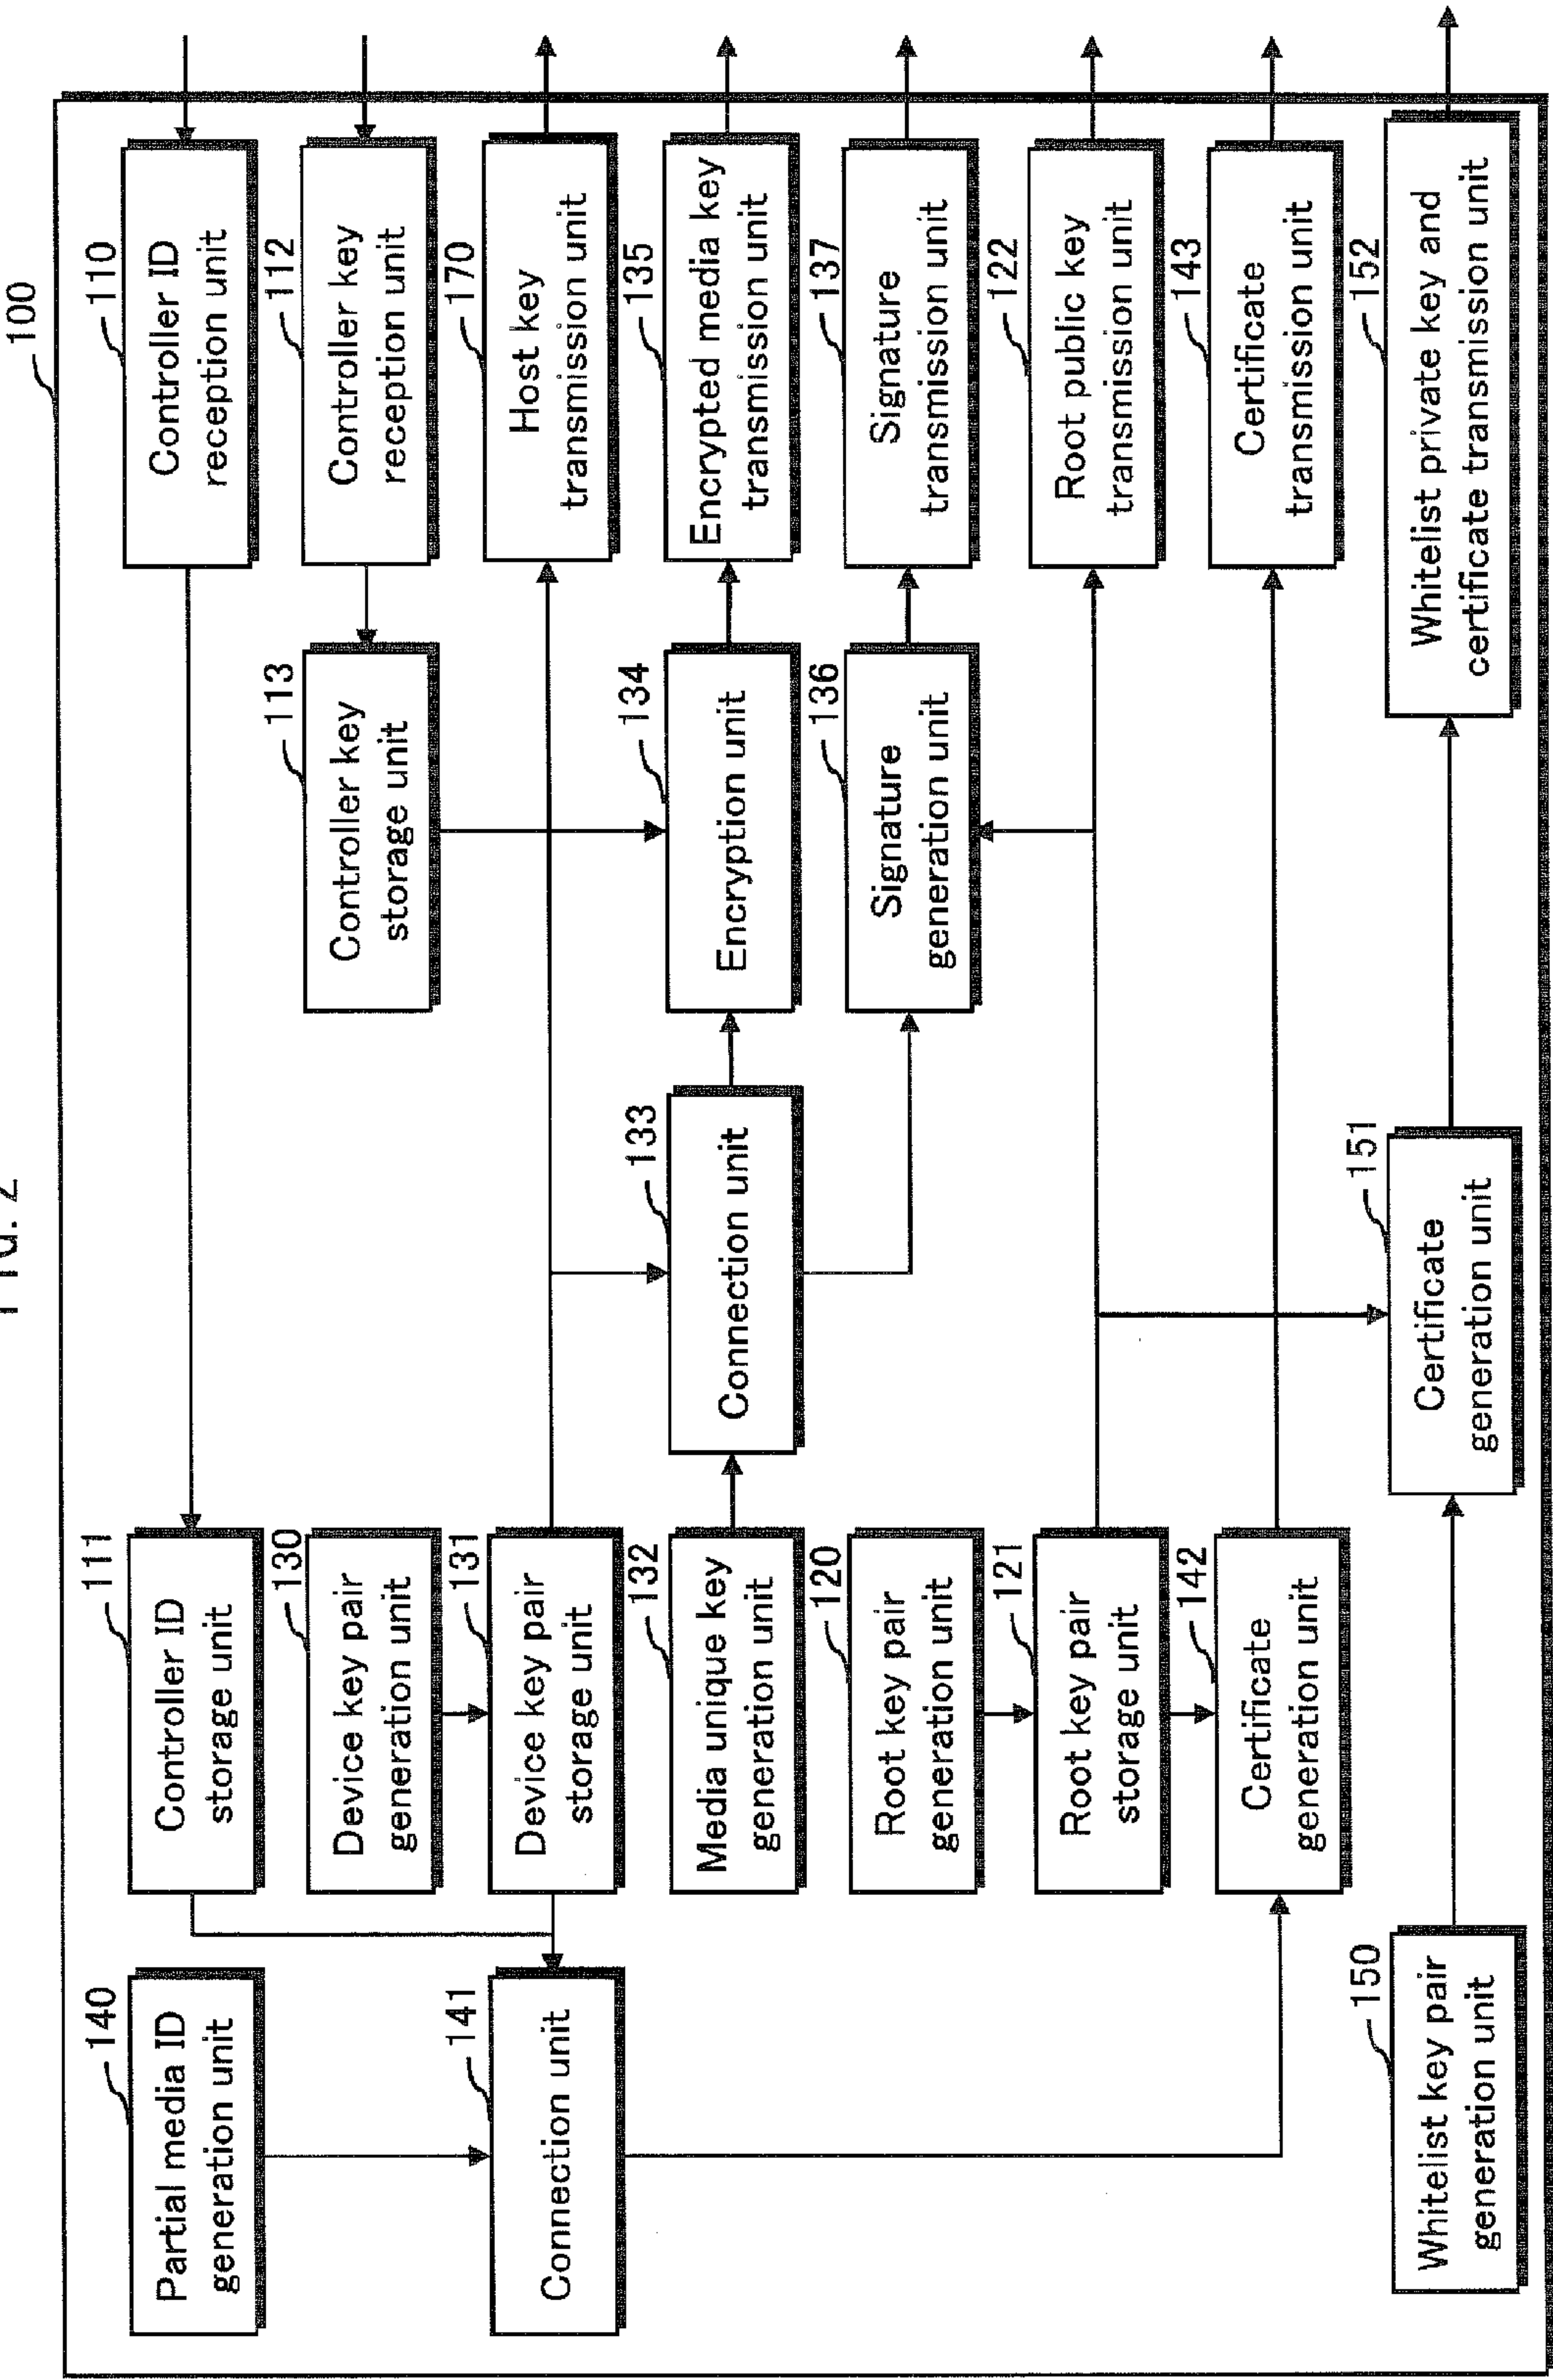 FIG. 2
100
140
Partial media ID
generation unit
141
Connection unit
150
Whitelist key pair
generation unit
111
Controller ID
storage unit
130
Device key pair
generation unit
131
Device key pair
storage unit
132
Media unique key
generation unit
120
Root key pair
generation unit
121
Root key pair
storage unit
142
Certificate
generation unit
133
Connection unit
151
Certificate
generation unit
113
Controller key
storage unit
134
Encryption unit
136
Signature
generation unit
110
Controller ID
reception unit
112
Controller key
reception unit
170
Host key
transmission unit
135
Encrypted media key
transmission unit
137
Signature
transmission unit
122
Root public key
transmission unit
143
Certificate
transmission unit
152
Whitelist private key and
certificate transmission unit